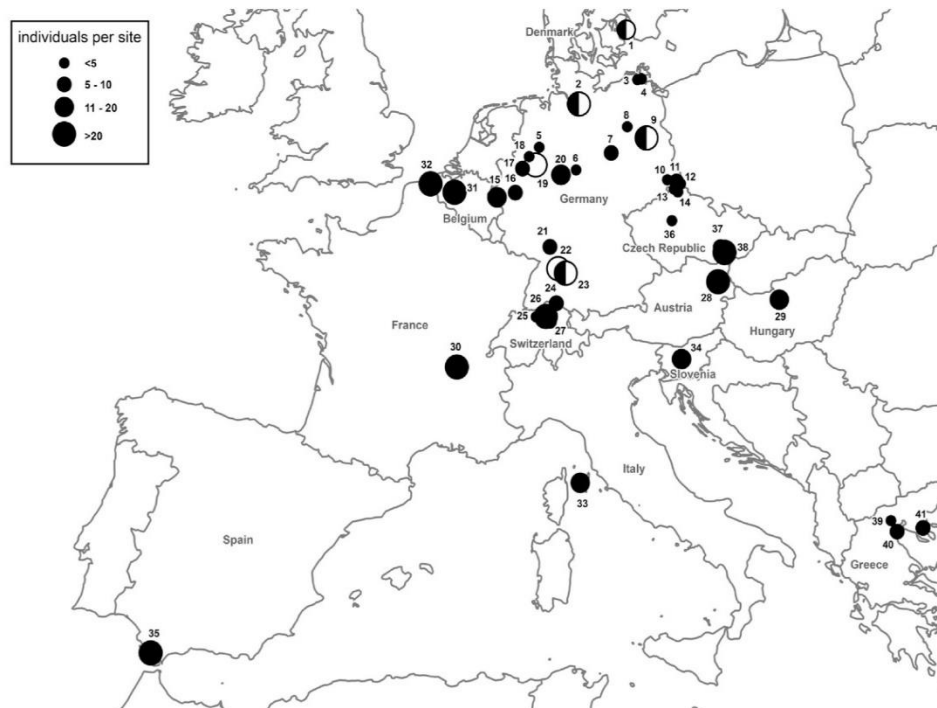 individuals per site
<5
5 - 10
11 - 20
>20
Denmark
1
2
3
4
8
9
5
18
7
17
20
6
19
10
11
12
13
14
32
31
15
16
Germany
Belgium
36
21
37
Czech Republic
38
22
23
24
28
26
Austria
29
25
27
Hungary
France
Switzerland
34
30
Slovenia
Italy
33
39
41
40
Spain
Greece
35